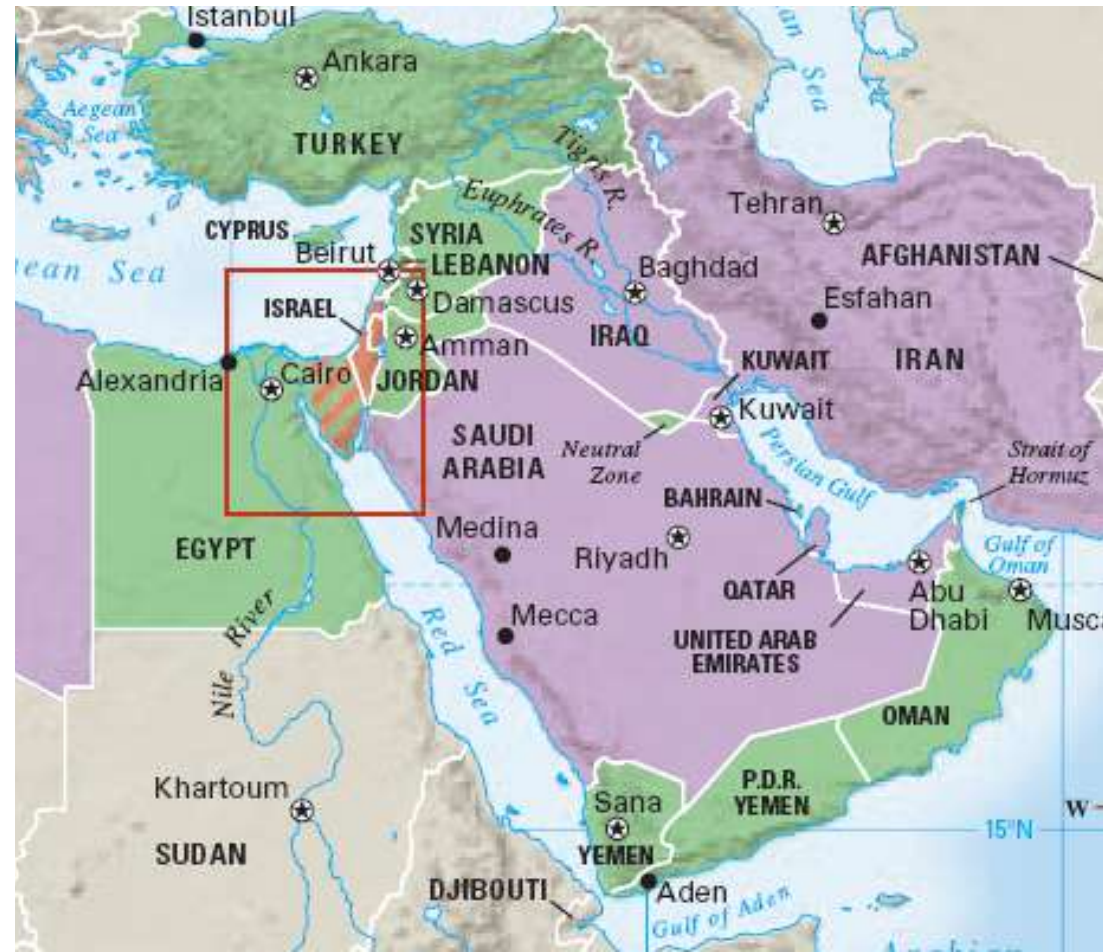 Istanbul
Ankara
Aegean
Sea
TURKEY
Tigris R.
Sea
Euphrates R.
Tehran
CYPRUS
SYRIA
Beirut
LEBANON
Baghdad
AFGHANISTAN
Sea
Damascus
ISRAEL
Esfahan
IRAQ
Amman
KUWAIT
IRAN
Alexandria
Cairo
JORDAN
Kuwait
SAUDI
ARABIA
Neutral
Zone
Persian Gulf
Strait of
Hormuz
BAHRAIN
Medina
EGYPT
Riyadh
Gulf of
Oman
QATAR
Abu
Dhabi
Musca
Mecca
Red Sea
UNITED ARAB
EMIRATES
Nile River
OMAN
Khartoum
P.D.R.
YEMEN
Sana
W
15°N
SUDAN
YEMEN
DJIBOUTI
Aden
Gulf of Aden